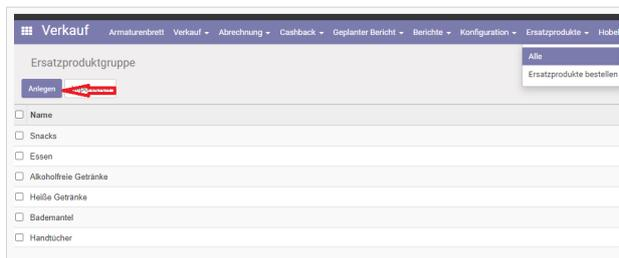 Verkauf Armaturenbrett Verkauf Abrechnung Cashback Geplanter Bericht Berichte Konfiguration Ersatzprodukte Hobel
Alle
Ersatzprodukte bestellen
Ersatzproduktgruppe
Anlegen
Name
Snacks
Essen
Alkoholfreie Getränke
Heiße Getränke
Bademantel
Handtücher